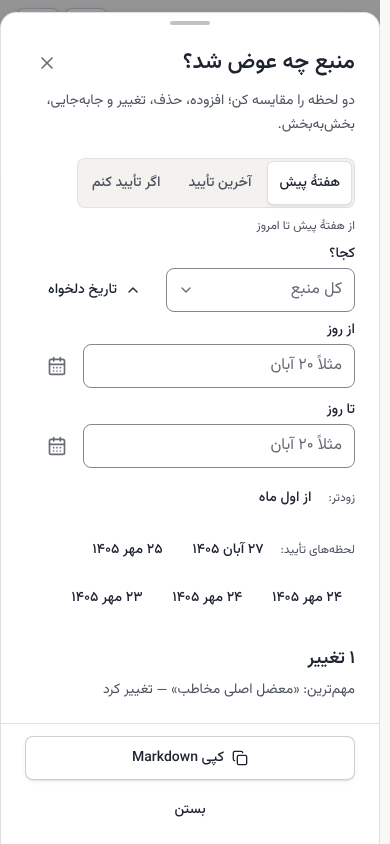 منبع چه عوض شد؟
دو لحظه را مقایسه کن؛ افزوده، حذف، تغییر و جابه‌جایی،
بخش‌به‌بخش.
هفتهٔ پیش آخرین تأیید اگر تأیید کنم
از هفتهٔ پیش تا امروز
کجا؟
کل منبع تاریخ دلخواه
از روز
مثلاً ۲۰ آبان
تا روز
مثلاً ۲۰ آبان
زودتر: از اول ماه
لحظه‌های تأیید: ۲۷ آبان ۱۴۰۵ ۲۵ مهر ۱۴۰۵
۲۴ مهر ۱۴۰۵ ۲۴ مهر ۱۴۰۵ ۲۳ مهر ۱۴۰۵
۱ تغییر
مهم‌ترین: «معضل اصلی مخاطب» — تغییر کرد
کپی Markdown
بستن